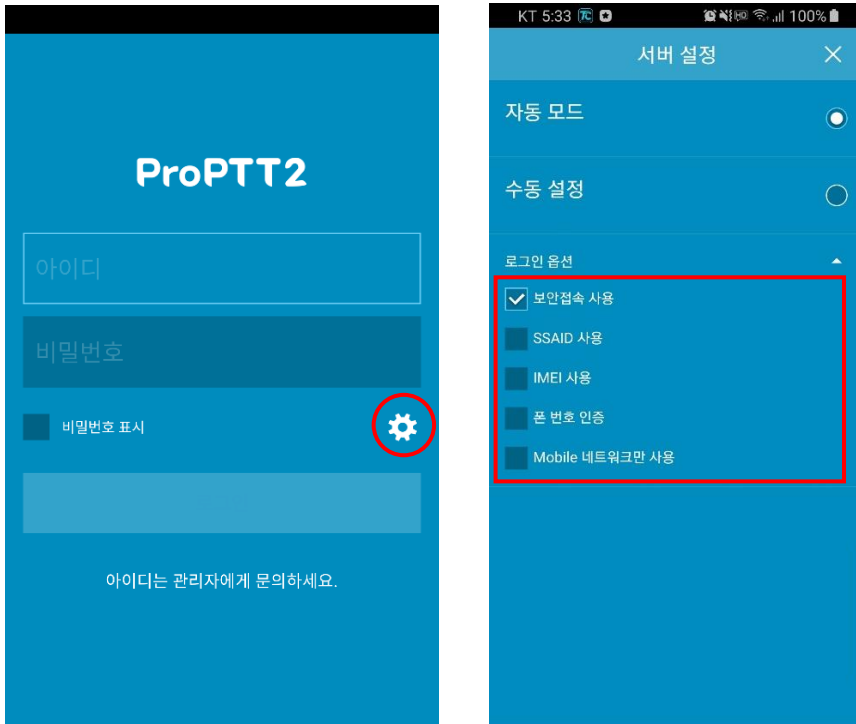 ProPTT2
아이디
비밀번호
비밀번호 표시
아이디는 관리자에게 문의하세요.
KT 5:33
100%
서버 설정
자동 모드
수동 설정
로그인 옵션
보안접속 사용
SSAID 사용
IMEI 사용
폰 번호 인증
Mobile 네트워크만 사용